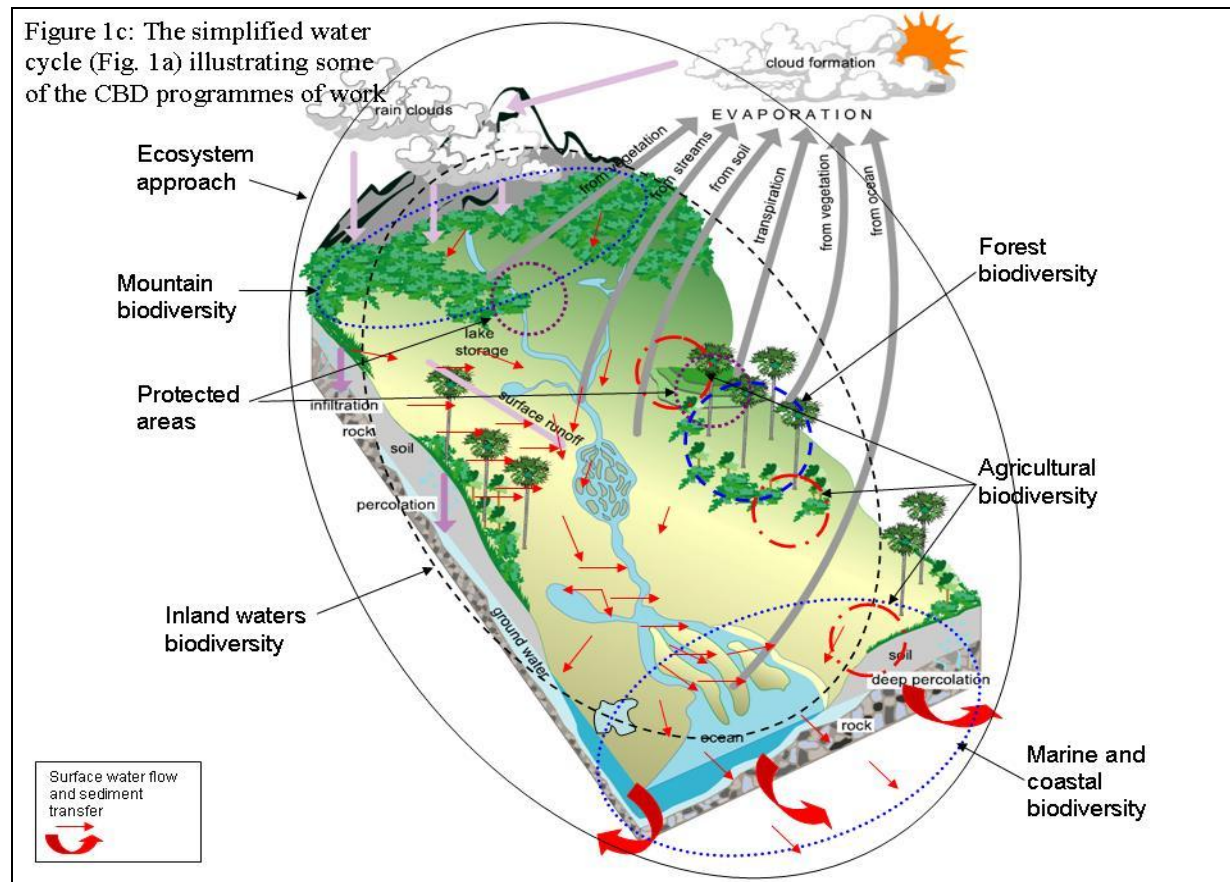 Figure 1c: The simplified water
cycle (Fig. 1a) illustrating some
of the CBD programmes of work
cloud formation
rain clouds
EVAPORATION
from vegetation
from streams
from soil
transpiration
from vegetation
from ocean
Ecosystem
approach
Mountain
biodiversity
Forest
biodiversity
lake
storage
Protected
areas
surface runoff
infiltration
rock
soil
percolation
Agricultural
biodiversity
Inland waters
biodiversity
ground water
soil
deep percolation
rock
ocean
Marine and
coastal
biodiversity
Surface water flow
and sediment
transfer